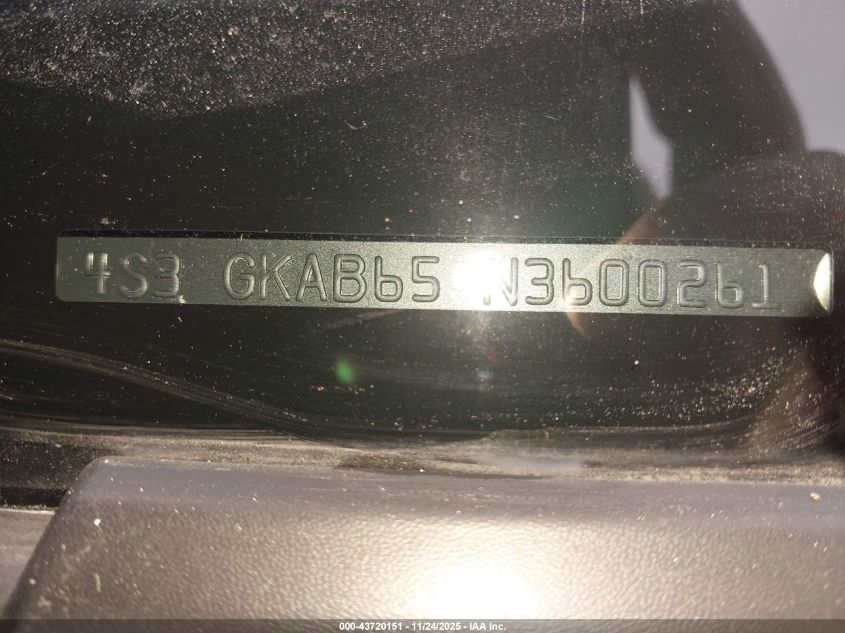 4S3 GKAB65 N3600261
000-43720151 - 11/24/2025 - IAA Inc.